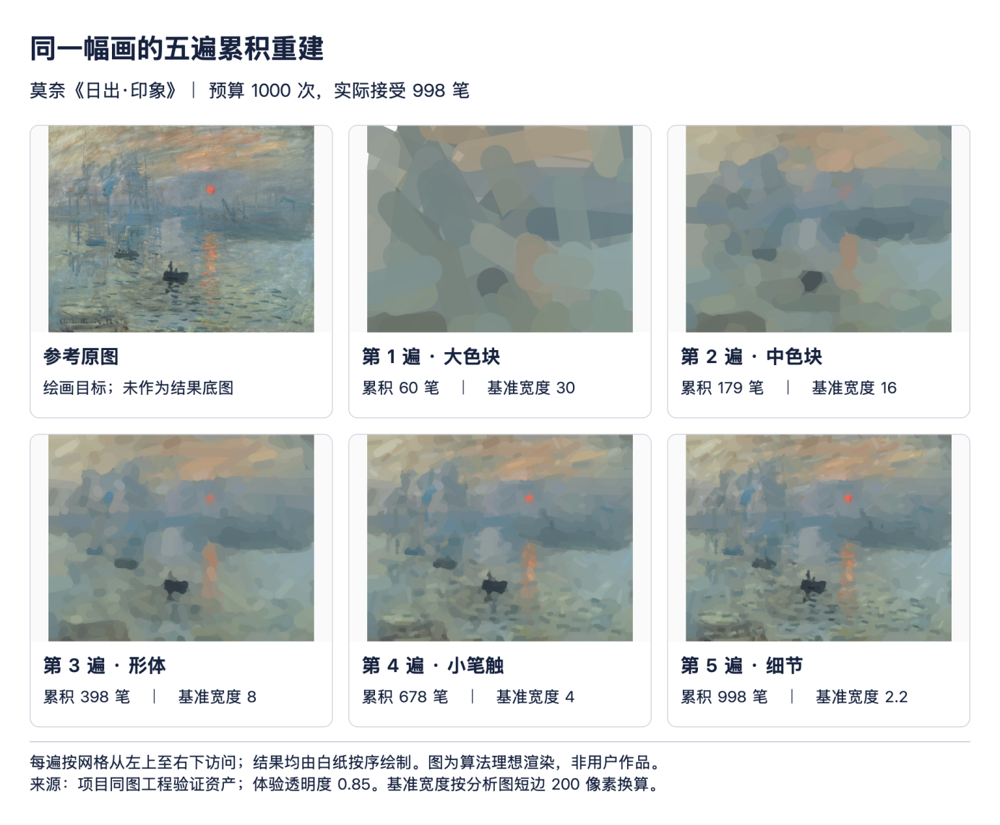 同一幅画的五遍累积重建
莫奈《日出·印象》｜ 预算 1000 次，实际接受 998 笔
参考原图
绘画目标；未作为结果底图
第 1 遍 · 大色块
累积 60 笔 ｜ 基准宽度 30
第 2 遍 · 中色块
累积 179 笔 ｜ 基准宽度 16
第 3 遍 · 形体
累积 398 笔 ｜ 基准宽度 8
第 4 遍 · 小笔触
累积 678 笔 ｜ 基准宽度 4
第 5 遍 · 细节
累积 998 笔 ｜ 基准宽度 2.2
每遍按网格从左上至右下访问；结果均由白纸按序绘制。图为算法理想渲染，非用户作品。
来源：项目同图工程验证资产；体验透明度 0.85。基准宽度按分析图短边 200 像素换算。